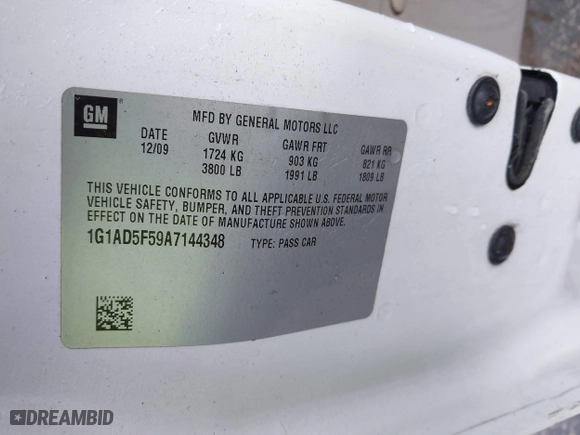 GM
MFD BY GENERAL MOTORS LLC
DATE GVWR GAWR FRT GAWR RR
12/09 1724 KG 903 KG 821 KG
3800 LB 1991 LB 1809 LB
THIS VEHICLE CONFORMS TO ALL APPLICABLE U.S. FEDERAL MOTOR
VEHICLE SAFETY, BUMPER, AND THEFT PREVENTION STANDARDS IN
EFFECT ON THE DATE OF MANUFACTURE SHOWN ABOVE.
1G1AD5F59A7144348 TYPE: PASS CAR
DREAMBID